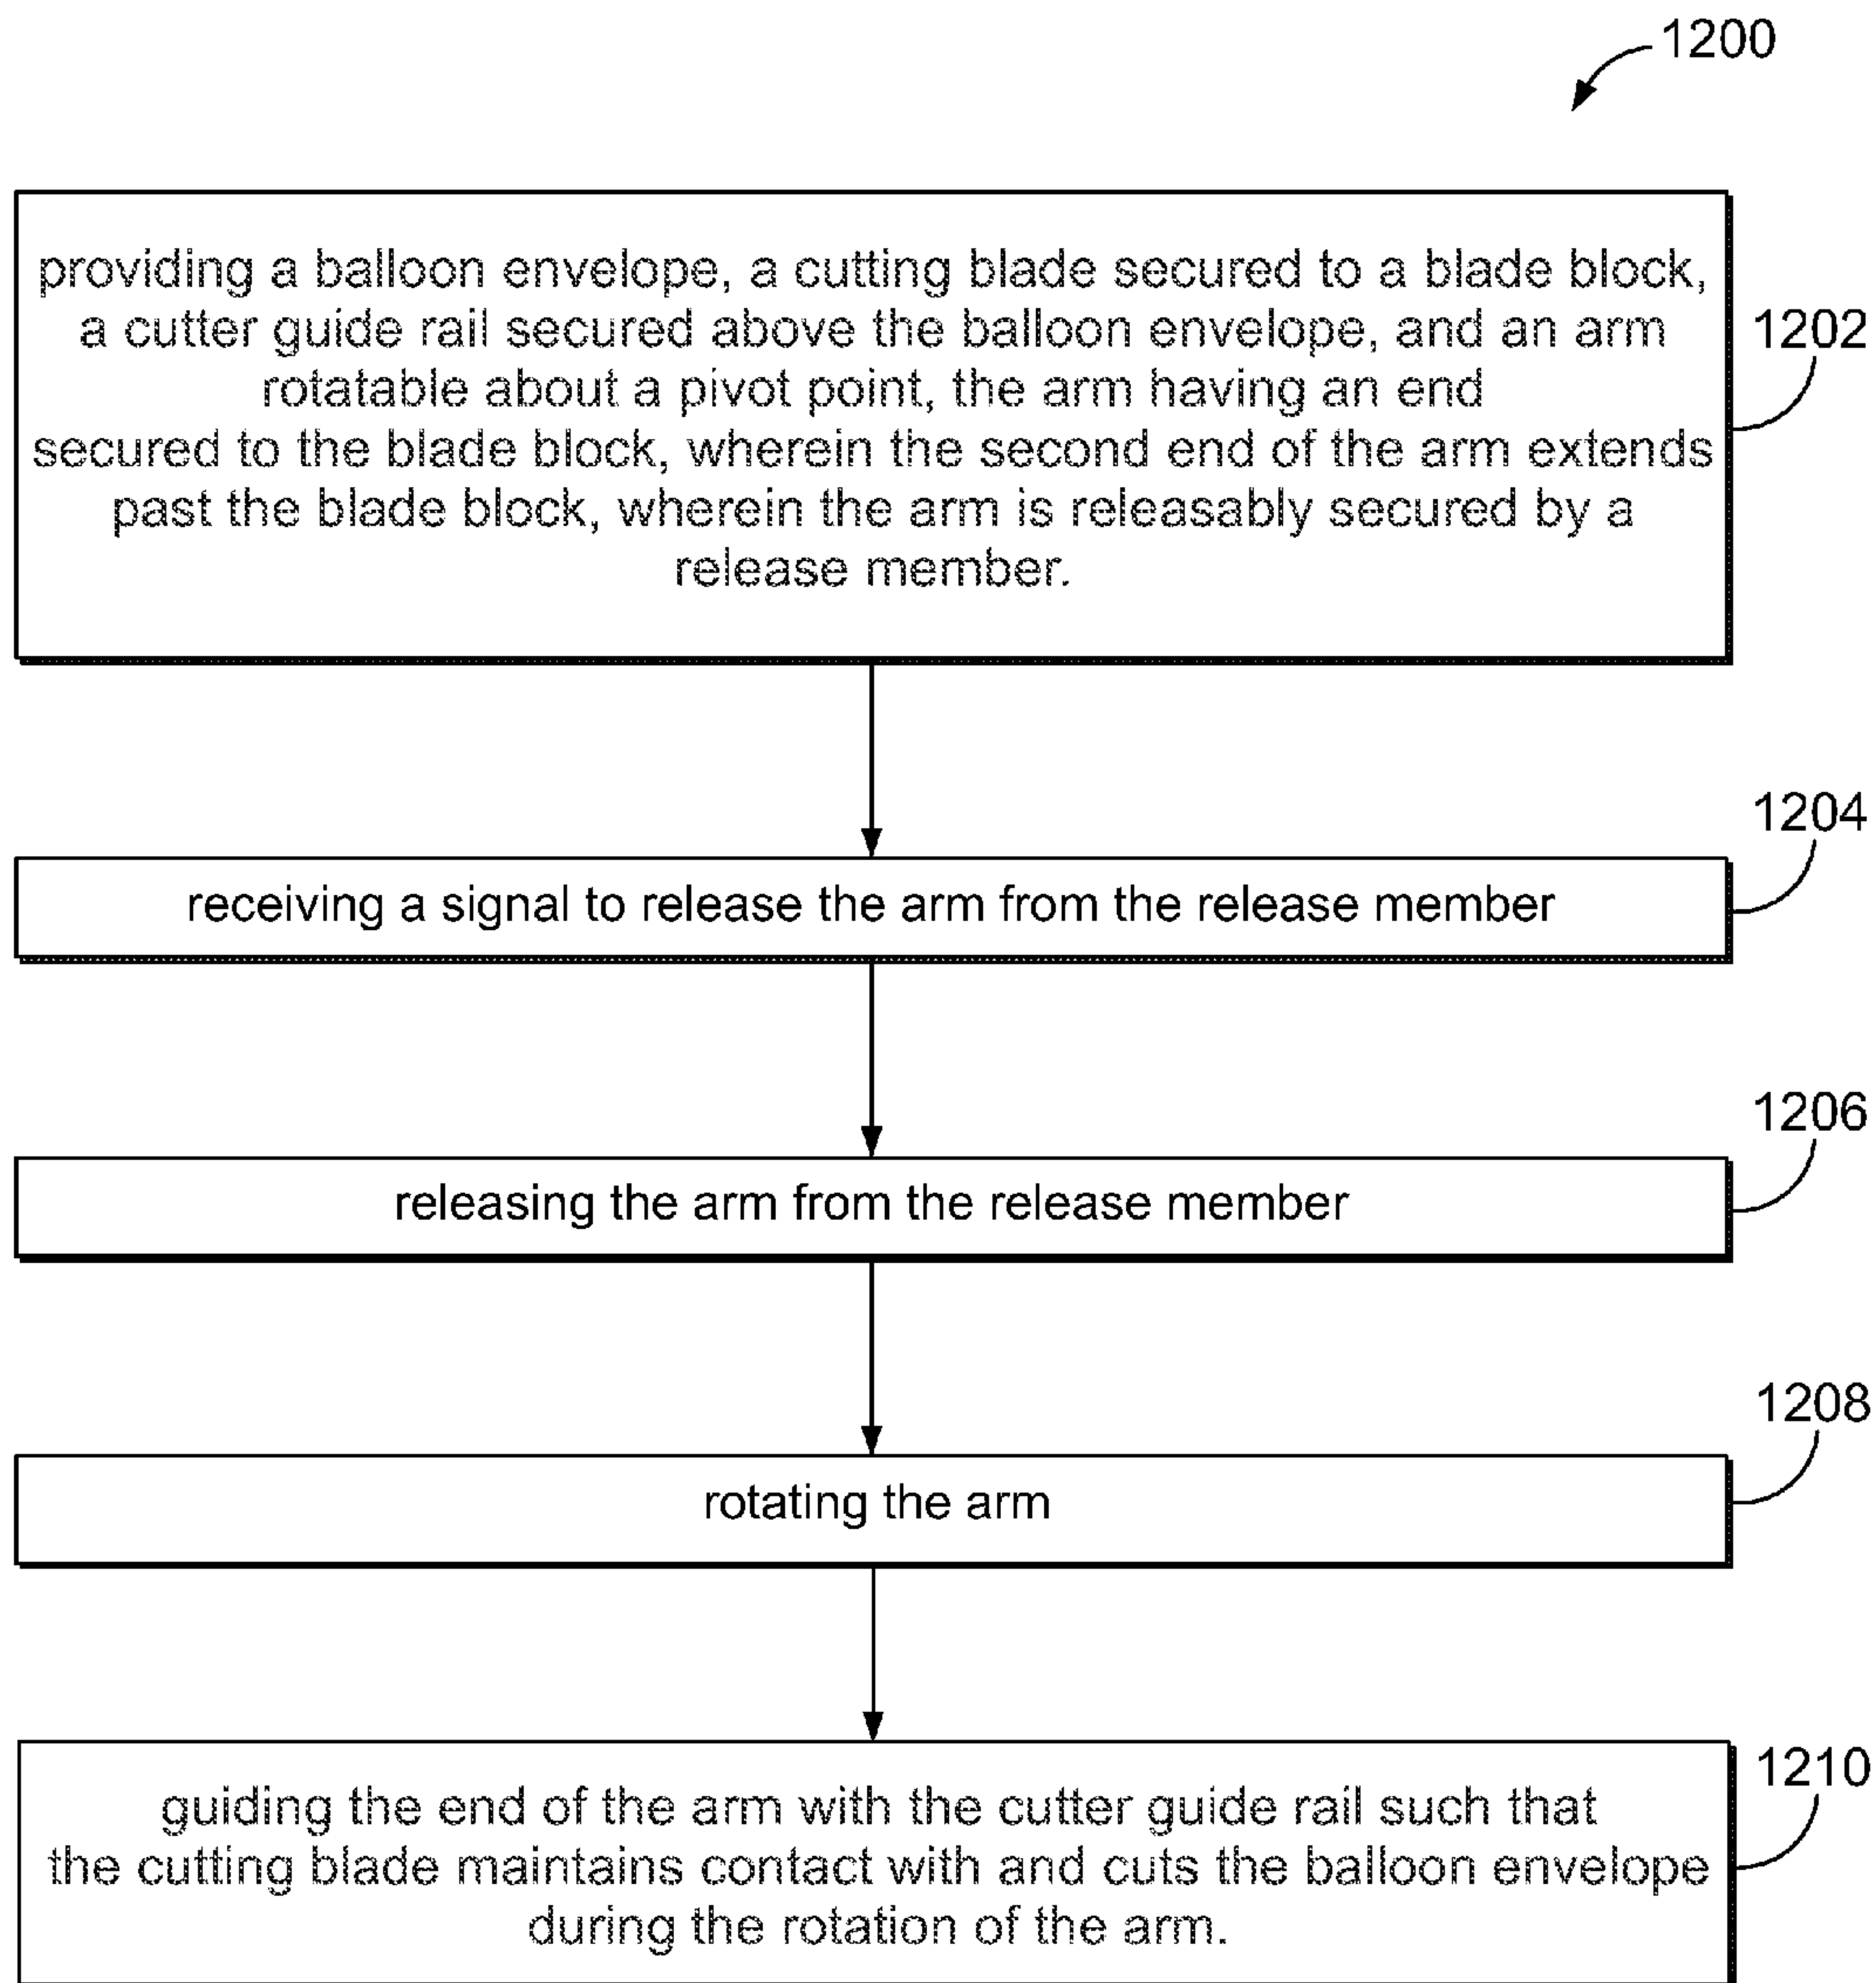 1200
providing a balloon envelope, a cutting blade secured to a blade block,
a cutter guide rail secured above the balloon envelope, and an arm
rotatable about a pivot point, the arm having an end
secured to the blade block, wherein the second end of the arm extends
past the blade block, wherein the arm is releasably secured by a
release member.
1202
1204
receiving a signal to release the arm from the release member
1206
releasing the arm from the release member
1208
rotating the arm
1210
guiding the end of the arm with the cutter guide rail such that
the cutting blade maintains contact with and cuts the balloon envelope
during the rotation of the arm.